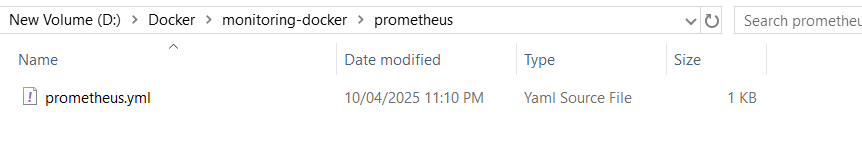 New Volume (D:) > Docker > monitoring-docker > prometheus Search prometheu
Name Date modified Type Size
prometheus.yml 10/04/2025 11:10 PM Yaml Source File 1 KB